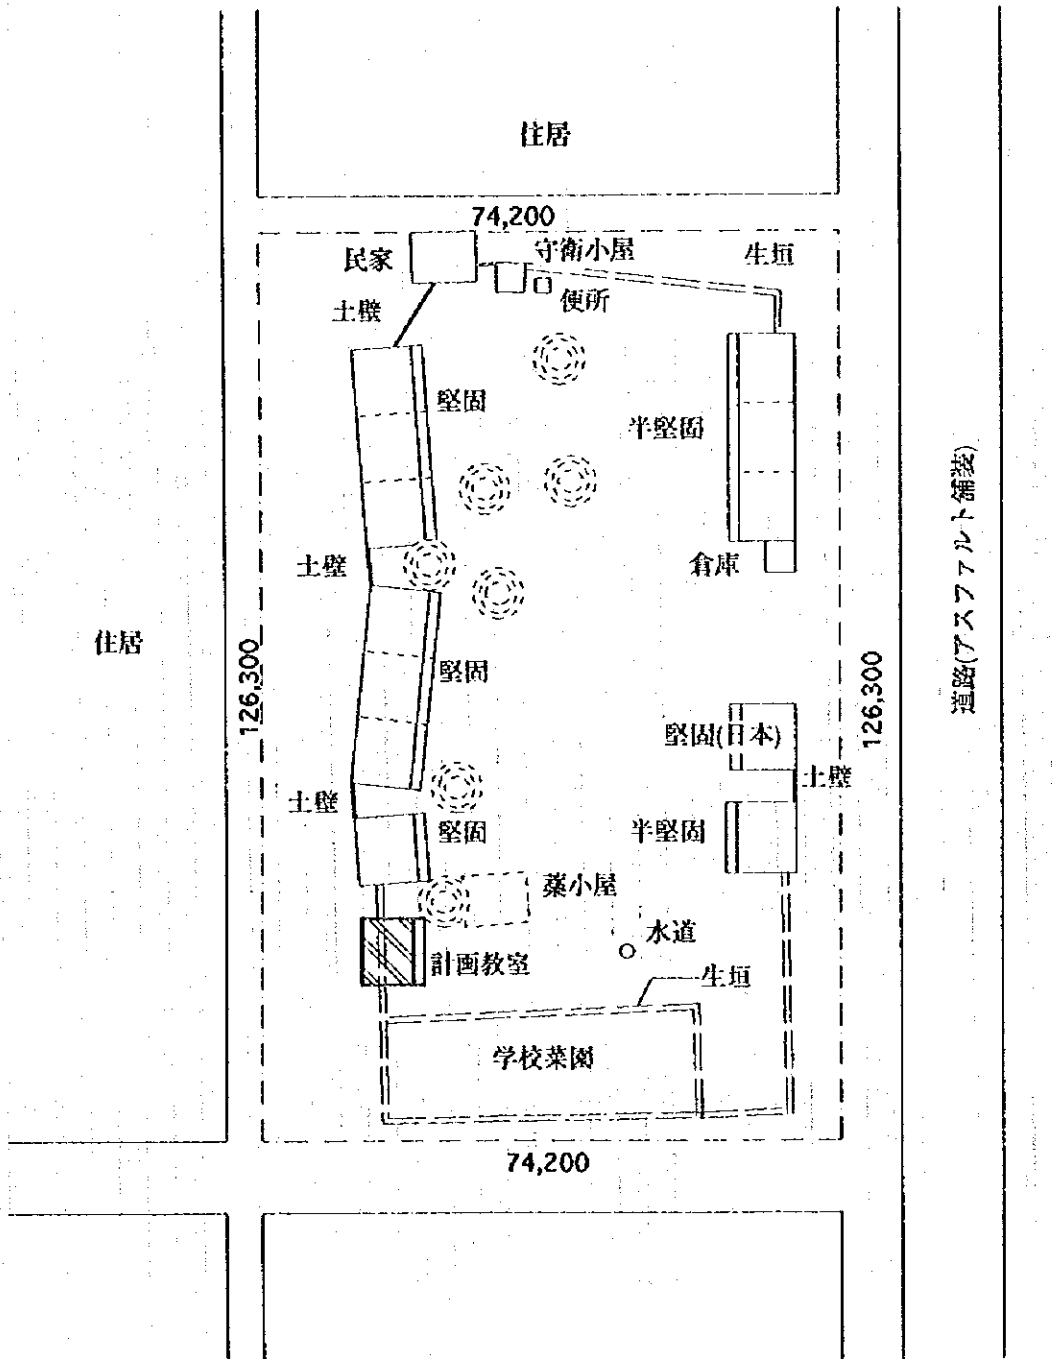 住居
74,200
民家
守衛小屋
生垣
便所
土壁
堅固
半堅固
土壁
倉庫
住居
126,300
堅固
126,300
道路(アスファルト舗装)
堅固(日本)
土壁
土壁
堅固
半堅固
藁小屋
水道
計画教室
生垣
学校菜園
74,200